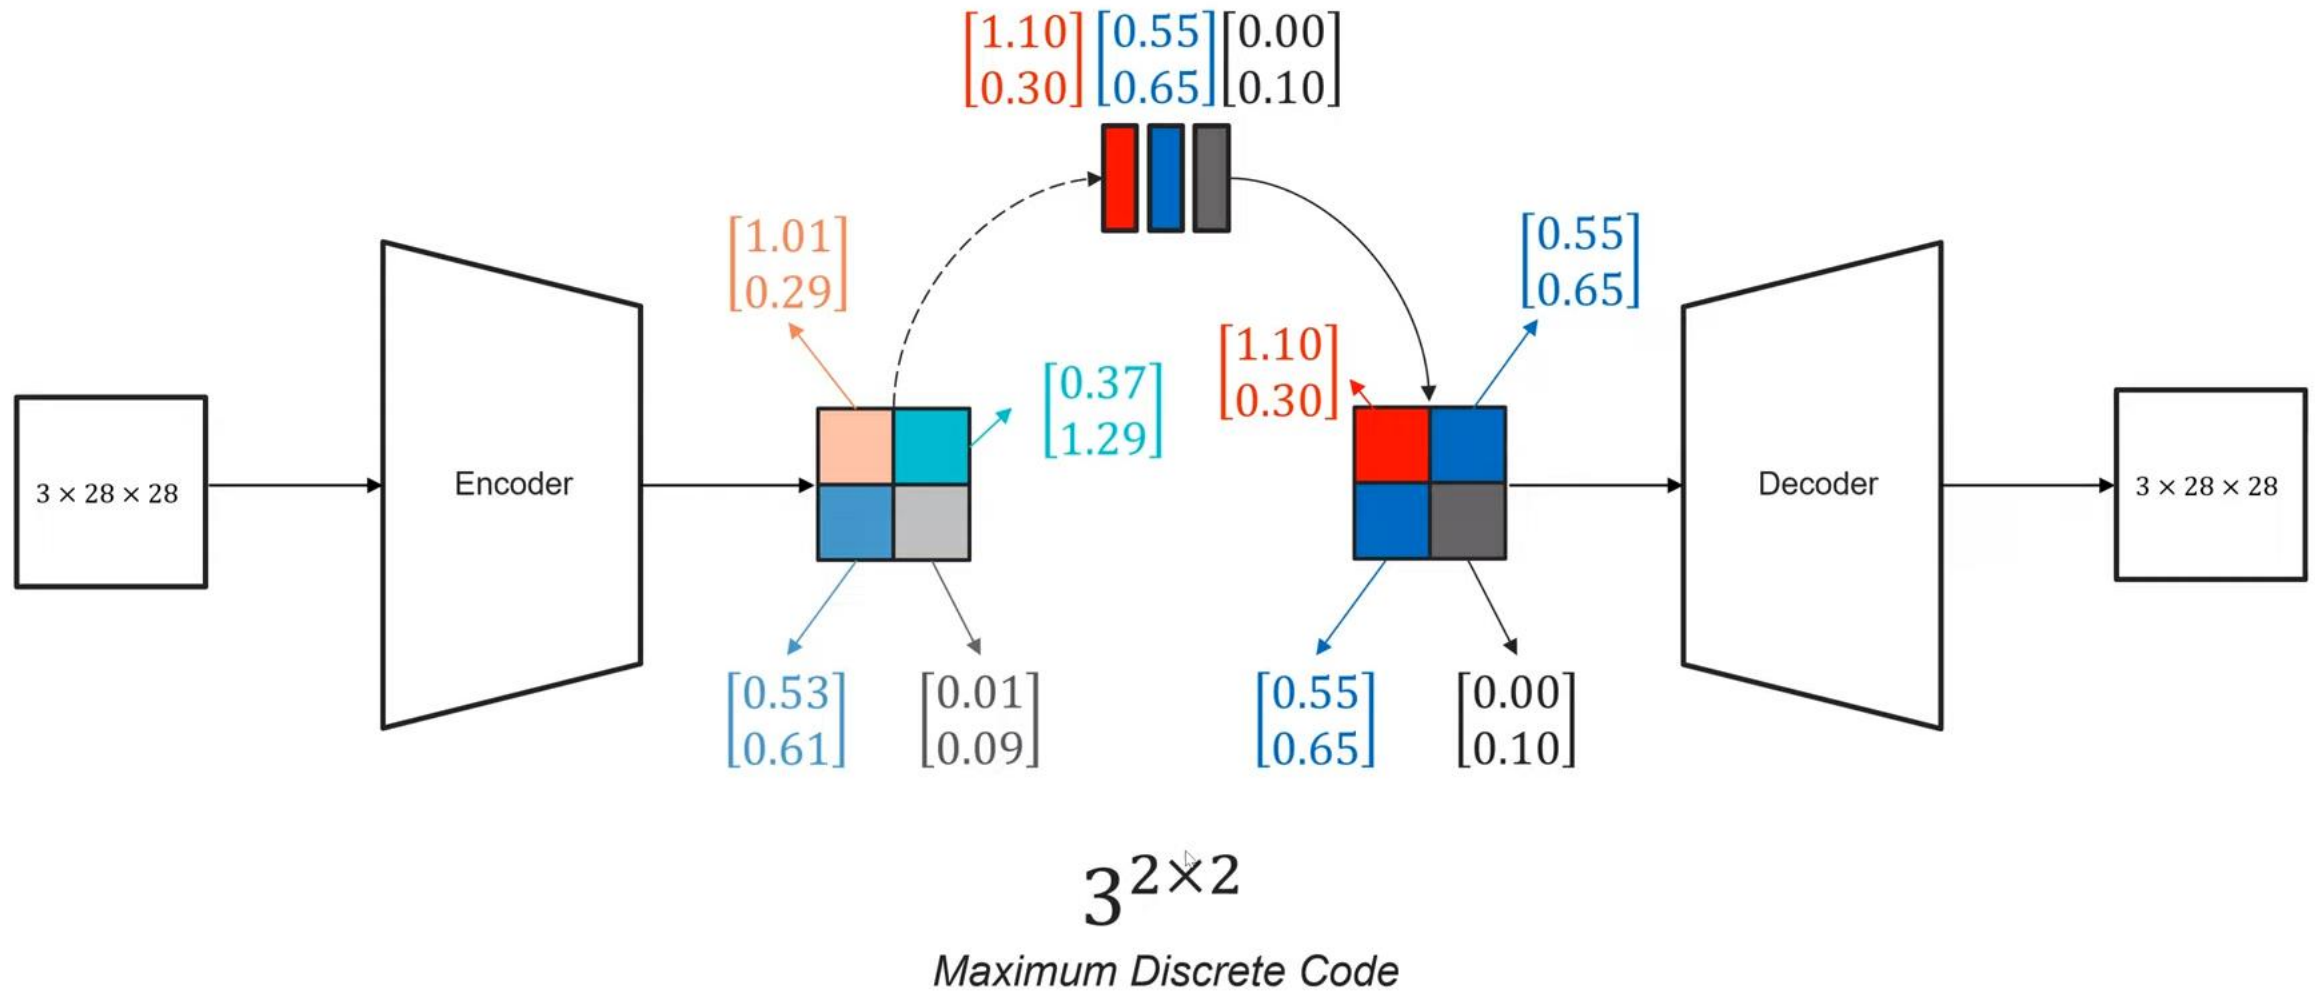 [1.10 0.30] [0.55 0.65] [0.00 0.10]
[1.01 0.29]
[0.37 1.29]
[1.10 0.30]
[0.55 0.65]
3 × 28 × 28
Encoder
Decoder
3 × 28 × 28
[0.53 0.61]
[0.01 0.09]
[0.55 0.65]
[0.00 0.10]
3^{2×2}
Maximum Discrete Code